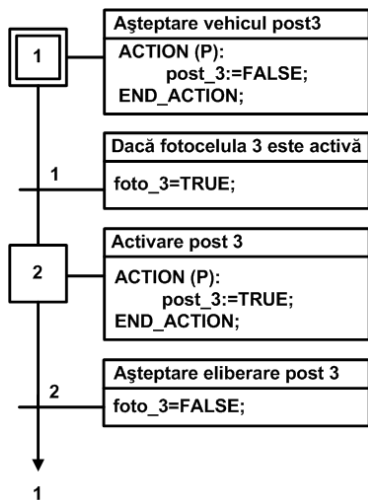 Aşteptare vehicul post3
1
ACTION (P):
post_3:=FALSE;
END_ACTION;
Dacă fotocelula 3 este activă
1
foto_3=TRUE;
Activare post 3
2
ACTION (P):
post_3:=TRUE;
END_ACTION;
Aşteptare eliberare post 3
2
foto_3=FALSE;
1